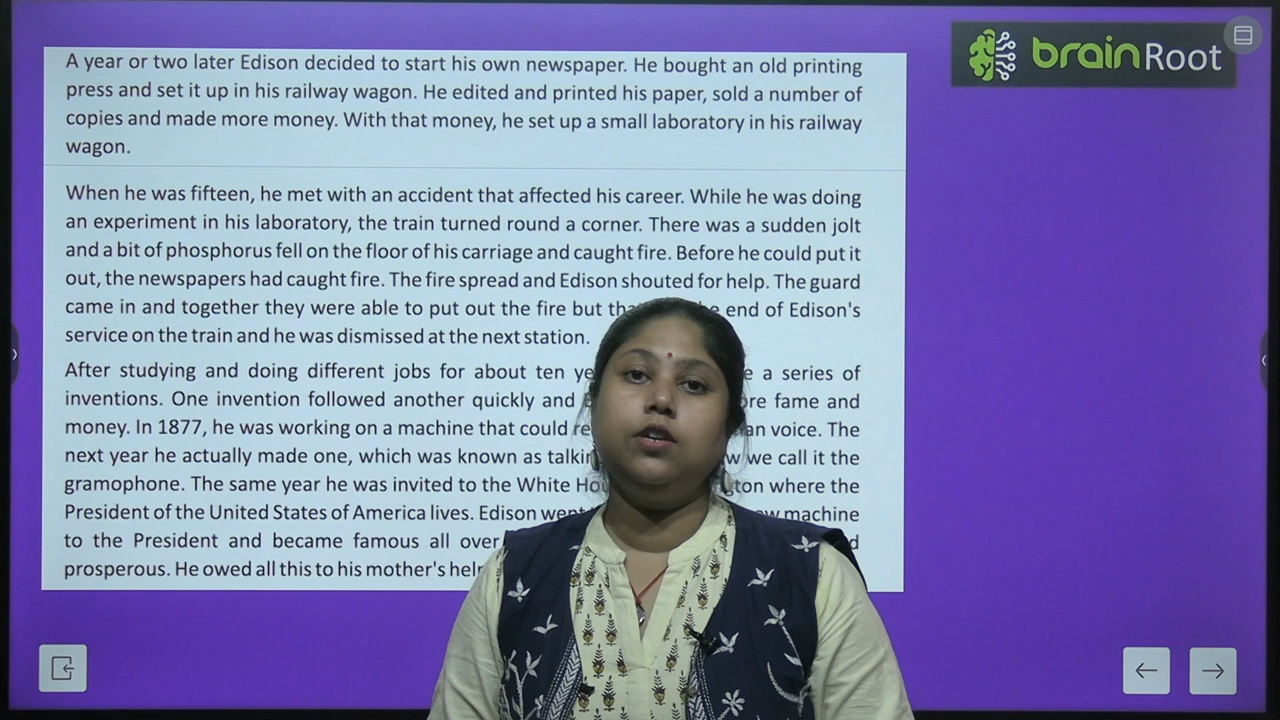 brainRoot
A year or two later Edison decided to start his own newspaper. He bought an old printing
press and set it up in his railway wagon. He edited and printed his paper, sold a number of
copies and made more money. With that money, he set up a small laboratory in his railway
wagon.
When he was fifteen, he met with an accident that affected his career. While he was doing
an experiment in his laboratory, the train turned round a corner. There was a sudden jolt
and a bit of phosphorus fell on the floor of his carriage and caught fire. Before he could put it
out, the newspapers had caught fire. The fire spread and Edison shouted for help. The guard
came in and together they were able to put out the fire but end of Edison's
service on the train and he was dismissed at the next station.
After studying and doing different jobs for about ten a series of
inventions. One invention followed another quickly and fame and
money. In 1877, he was working on a machine that could voice. The
next year he actually made one, which was known as we call it the
gramophone. The same year he was invited to the White where the
President of the United States of America lives. Edison machine
to the President and became famous all over
prosperous. He owed all this to his mother's